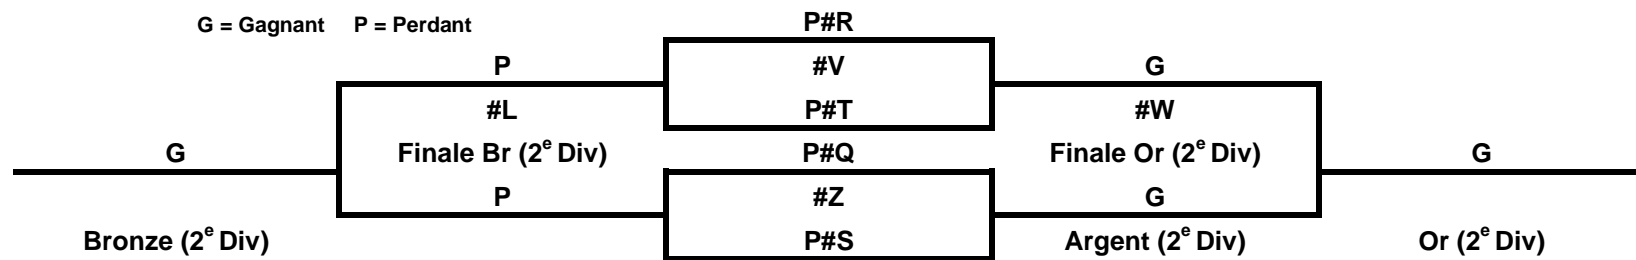 P#R
G = Gagnant P = Perdant
P #V G
#L P#T #W
G Finale Br (2e Div) P#Q Finale Or (2e Div) G
P #Z G
Bronze (2e Div) P#S Argent (2e Div) Or (2e Div)